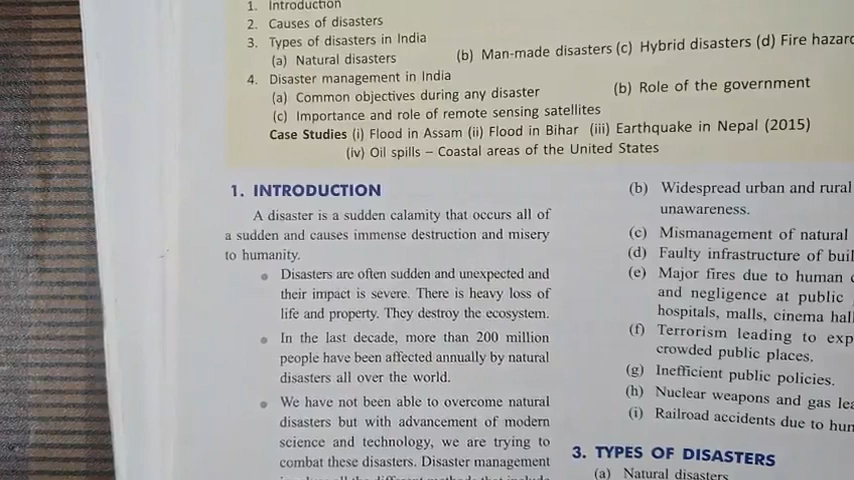 1. Introduction
2. Causes of disasters
3. Types of disasters in India
(a) Natural disasters (b) Man-made disasters (c) Hybrid disasters (d) Fire
4. Disaster management in India
(a) Common objectives during any disaster (b) Role of the government
(c) Importance and role of remote sensing satellites
Case Studies (i) Flood in Assam (ii) Flood in Bihar (iii) Earthquake in Nepal (2015)
(iv) Oil spills – Coastal areas of the United States
1. INTRODUCTION
A disaster is a sudden calamity that occurs all of
a sudden and causes immense destruction and misery
to humanity.
• Disasters are often sudden and unexpected and
their impact is severe. There is heavy loss of
life and property. They destroy the ecosystem.
• In the last decade, more than 200 million
people have been affected annually by natural
disasters all over the world.
• We have not been able to overcome natural
disasters but with advancement of modern
science and technology, we are trying to
combat these disasters. Disaster management
(b) Widespread urban and rural
unawareness.
(c) Mismanagement of natural
(d) Faulty infrastructure of
(e) Major fires due to human
and negligence at public
hospitals, malls, cinema
(f) Terrorism leading to
crowded public places.
(g) Inefficient public policies.
(h) Nuclear weapons and gas
(i) Railroad accidents due to
3. TYPES OF DISASTERS
(a) Natural disasters